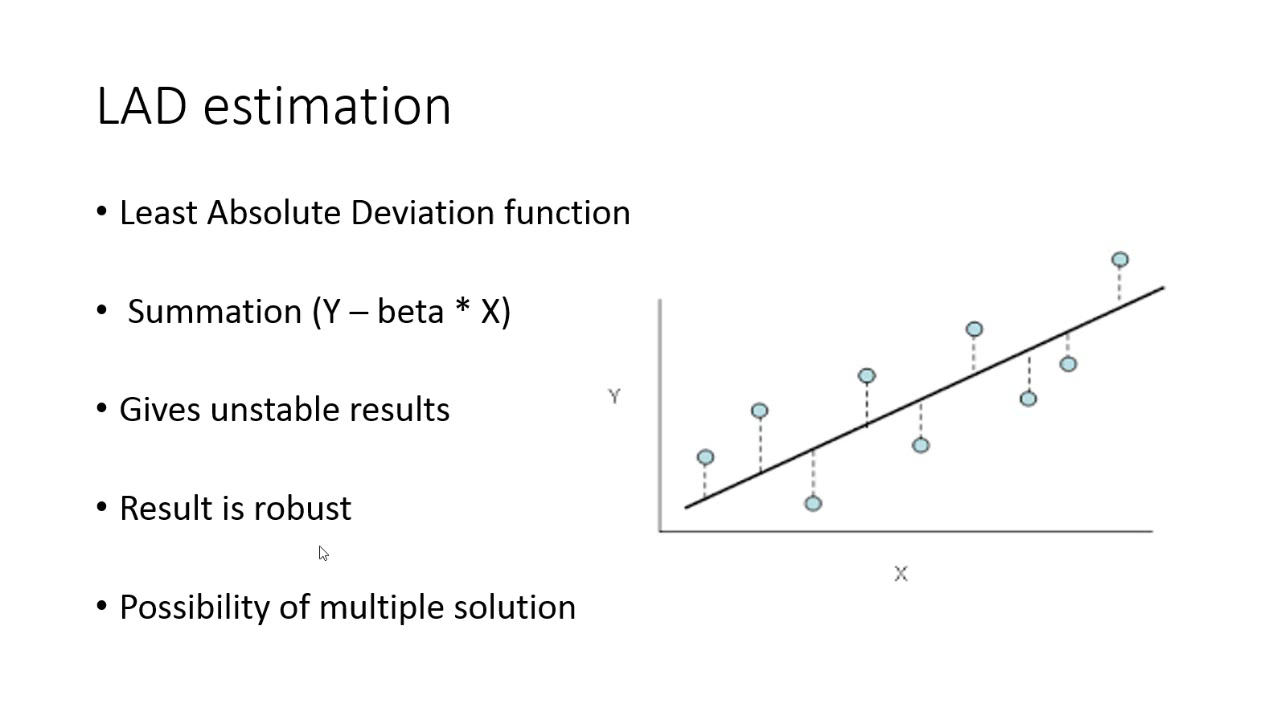 LAD estimation
• Least Absolute Deviation function
• Summation (Y – beta * X)
• Gives unstable results
• Result is robust
• Possibility of multiple solution
Y
X